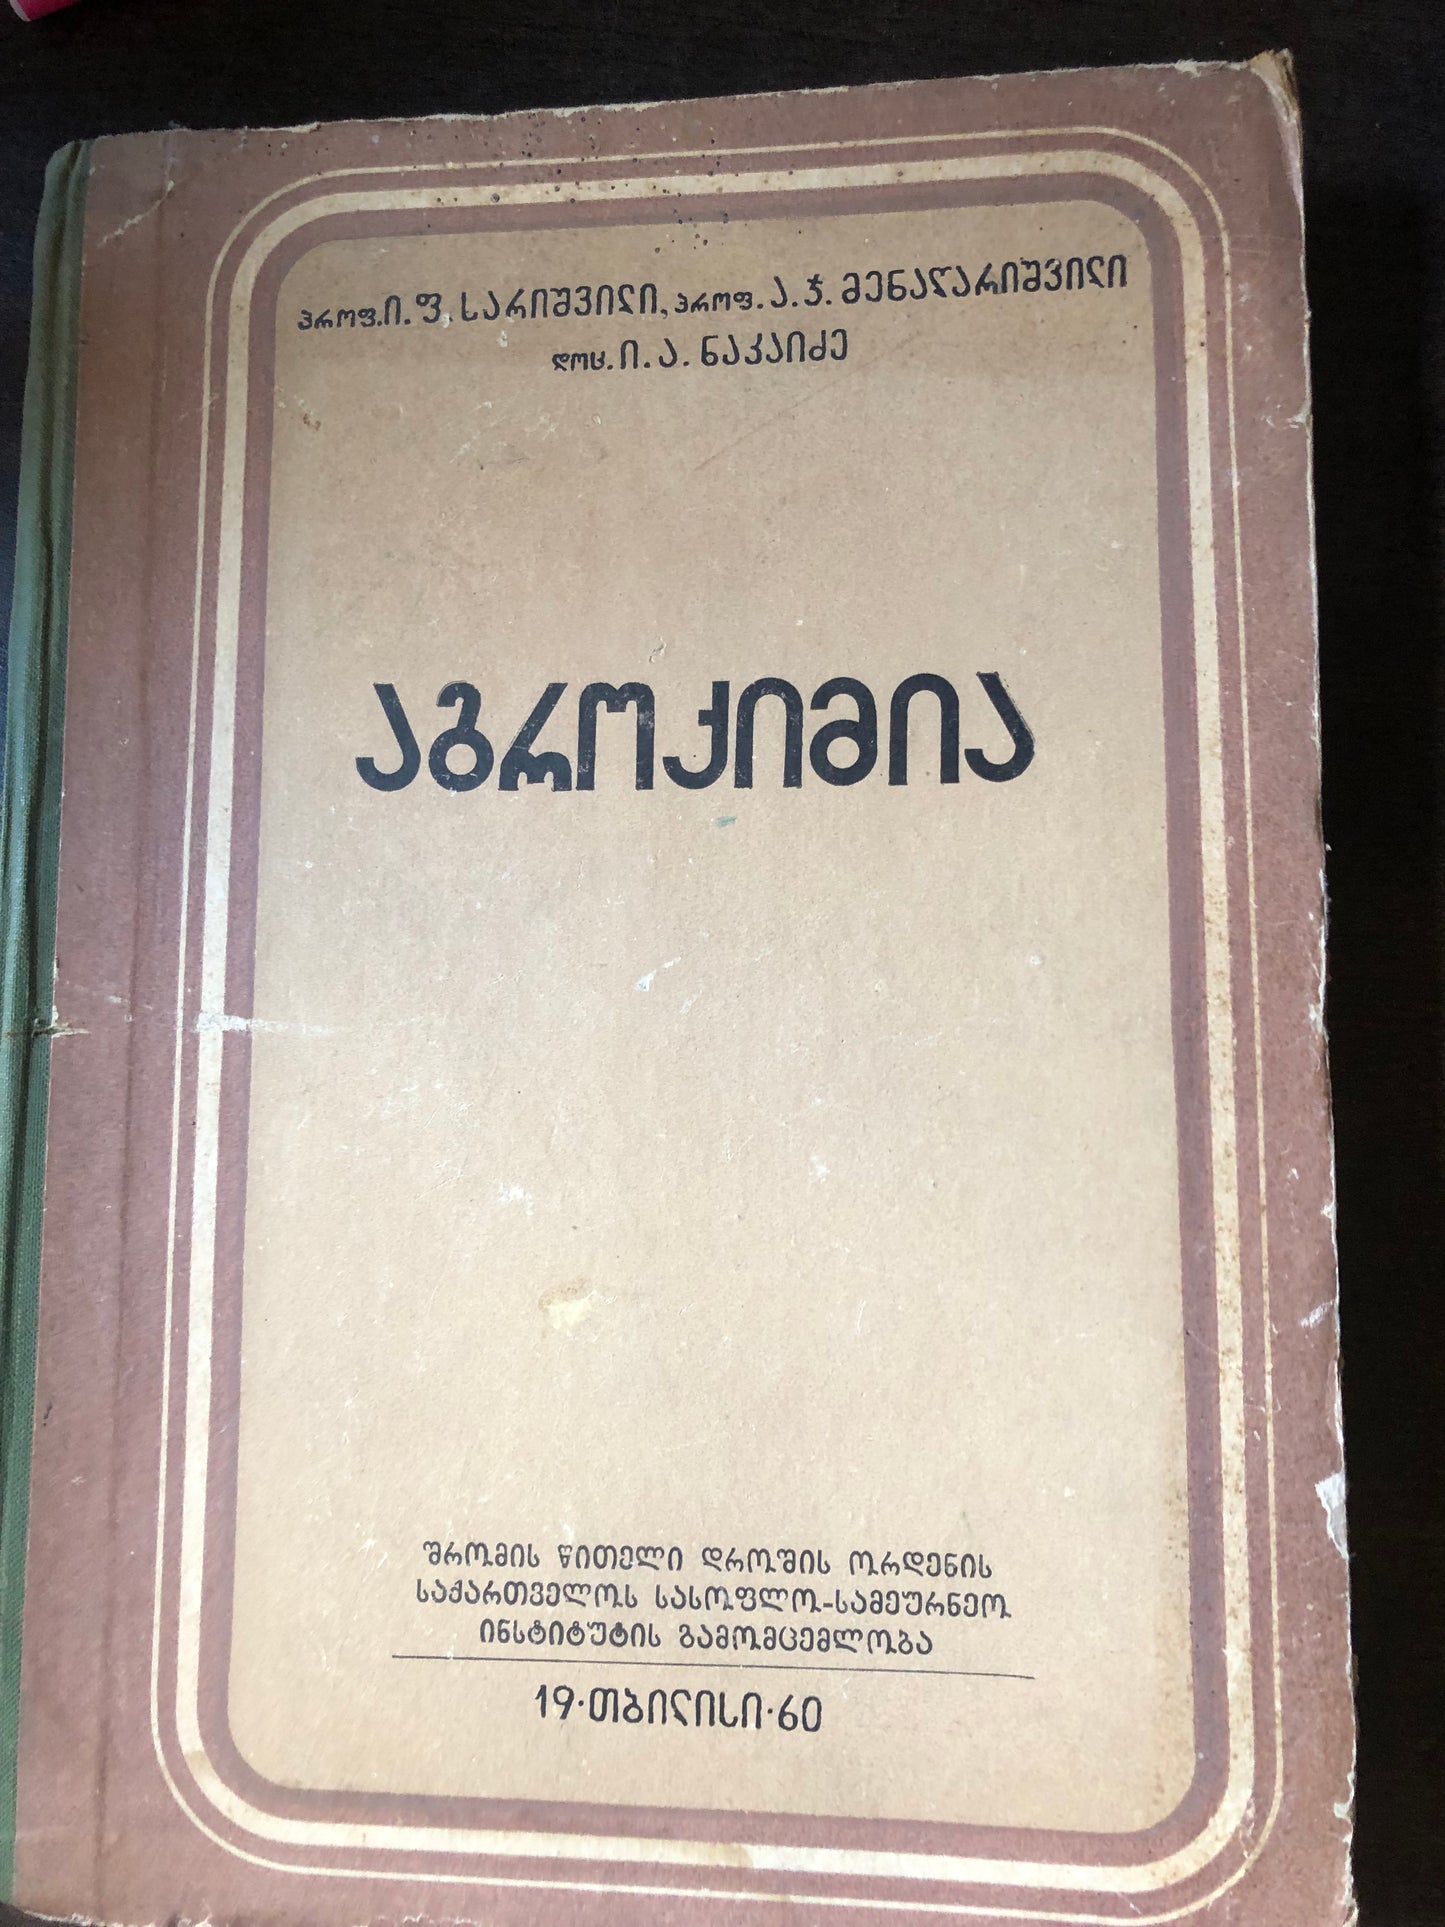 პროფ. ი. ფ. სარიშვილი, პროფ. ა. ჯ. მენაღარიშვილი
დოც. ი. ა. ნაკაიძე
აგროქიმია
შრომის წითელი დროშის ორდენის
საქართველოს სასოფლო-სამეურნეო
ინსტიტუტის გამომცემლობა
19·თბილისი·60